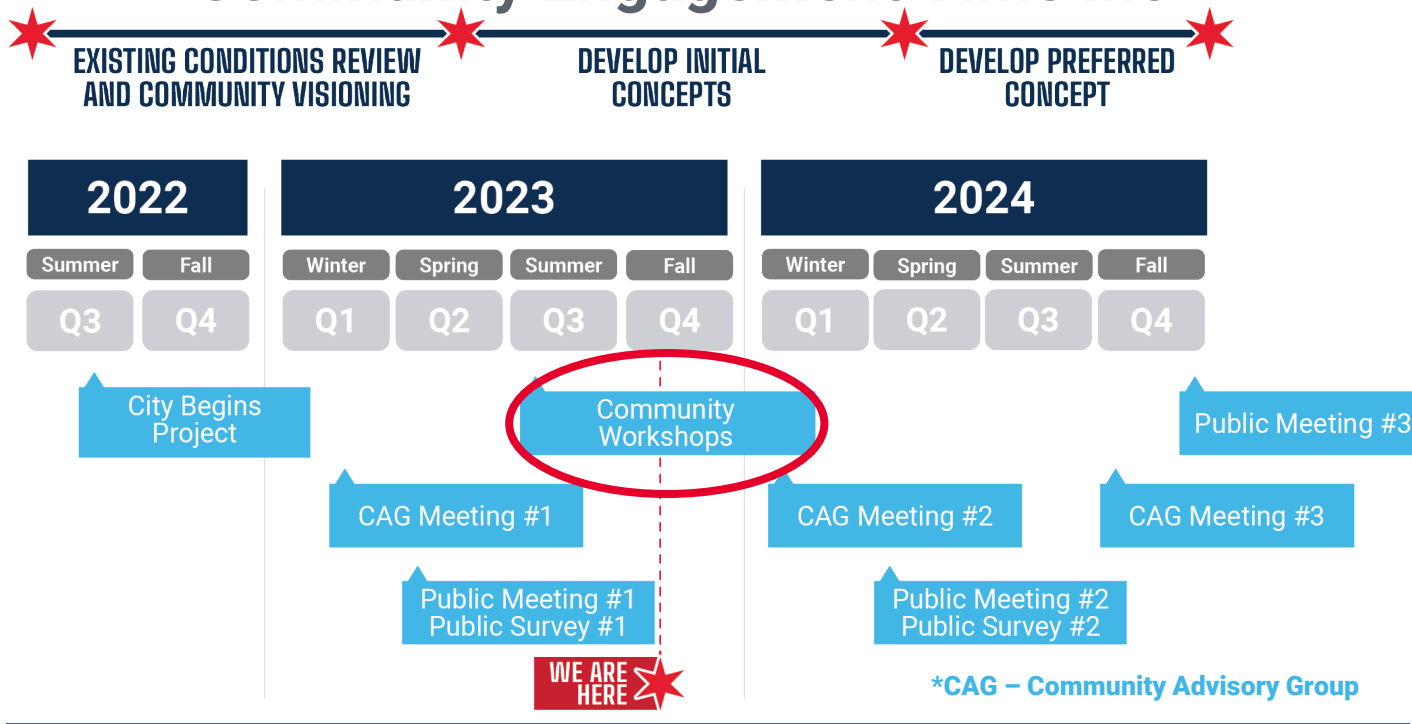 Community Engagement Timeline
EXISTING CONDITIONS REVIEW
AND COMMUNITY VISIONING
DEVELOP INITIAL
CONCEPTS
DEVELOP PREFERRED
CONCEPT
2022
2023
2024
Summer
Fall
Winter
Spring
Summer
Fall
Winter
Spring
Summer
Fall
Q3
Q4
Q1
Q2
Q3
Q4
Q1
Q2
Q3
Q4
City Begins
Project
Community
Workshops
Public Meeting #3
CAG Meeting #1
CAG Meeting #2
CAG Meeting #3
Public Meeting #1
Public Survey #1
Public Meeting #2
Public Survey #2
WE ARE
HERE
*CAG – Community Advisory Group